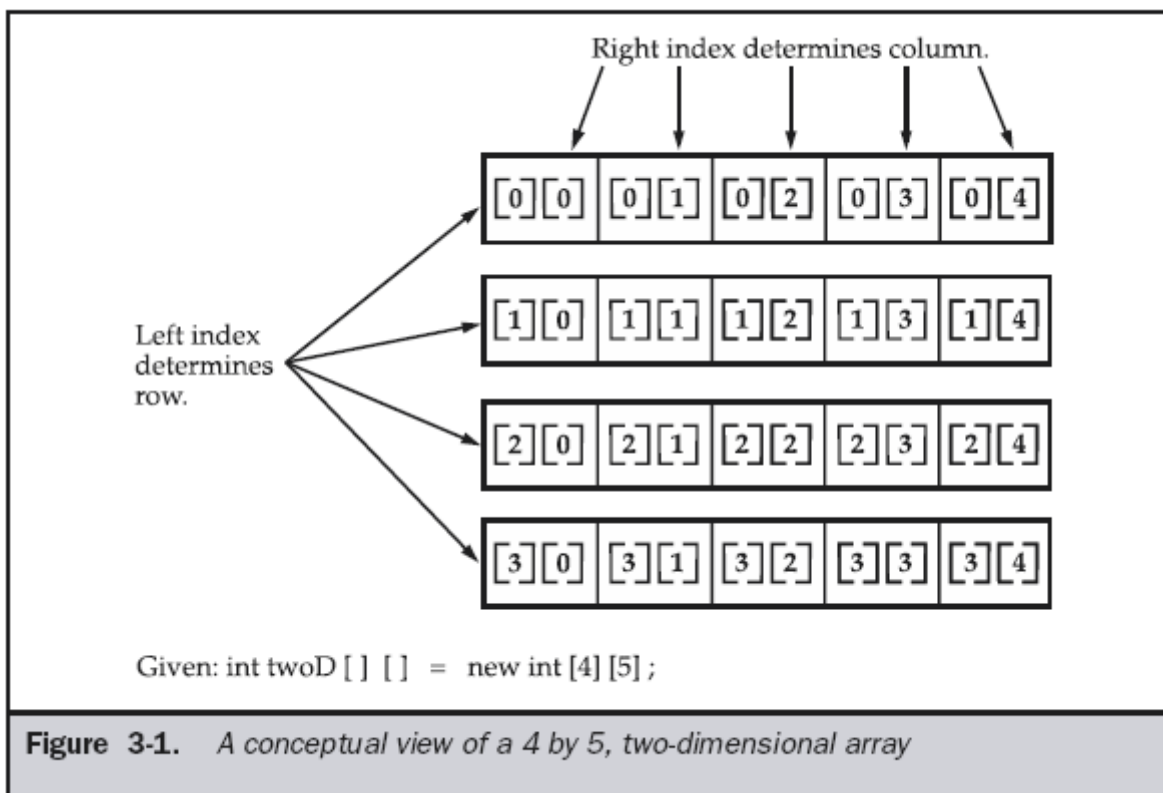 Right index determines column.
[0][0] [0][1] [0][2] [0][3] [0][4]
[1][0] [1][1] [1][2] [1][3] [1][4]
Left index
determines
row.
[2][0] [2][1] [2][2] [2][3] [2][4]
[3][0] [3][1] [3][2] [3][3] [3][4]
Given: int twoD [ ] [ ] = new int [4] [5] ;
Figure 3-1. A conceptual view of a 4 by 5, two-dimensional array